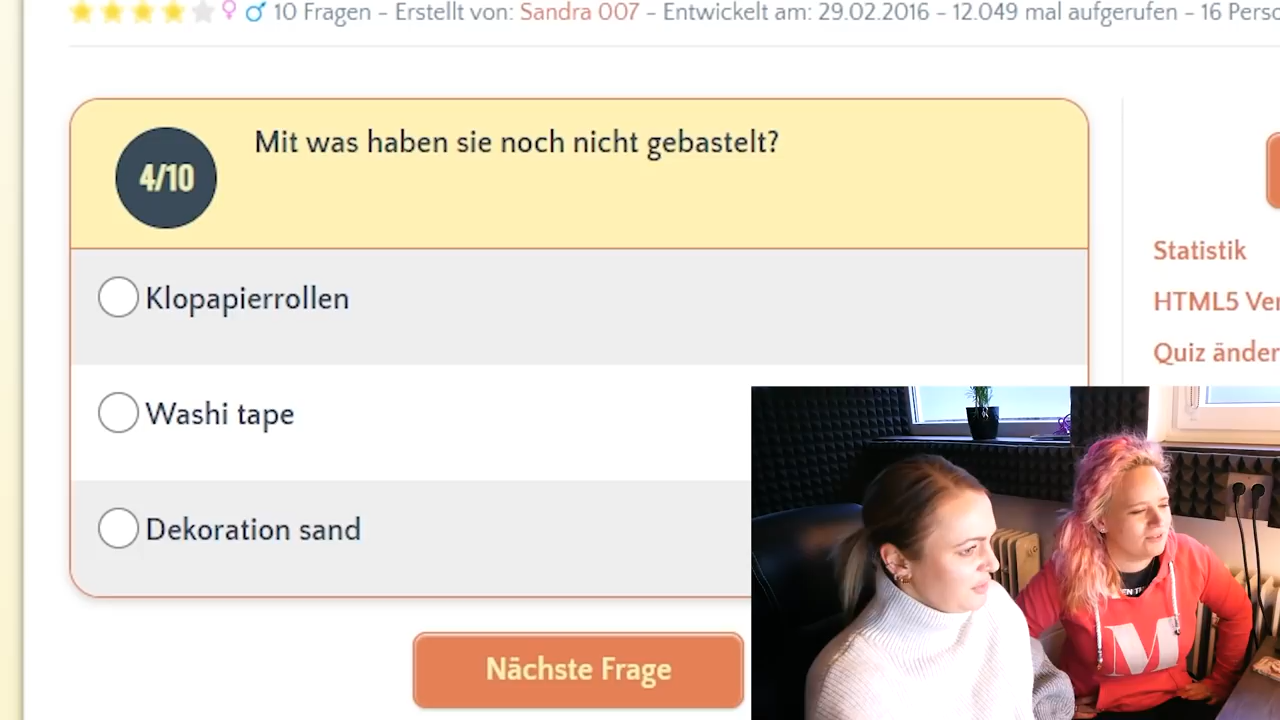 10 Fragen - Erstellt von: Sandra 007 - Entwickelt am: 29.02.2016 - 12.049 mal aufgerufen - 16 Perso
4/10
Mit was haben sie noch nicht gebastelt?
Klopapierrollen
Washi tape
Dekoration sand
Nächste Frage
Statistik
HTML5 Ver
Quiz änder
M